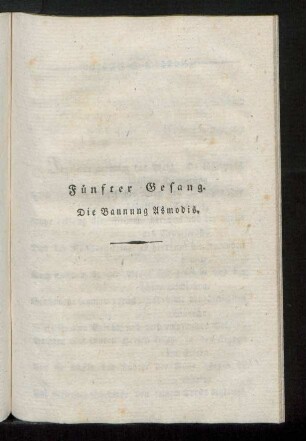 Fünfter Gesang.
Die Bannung Asmodis.